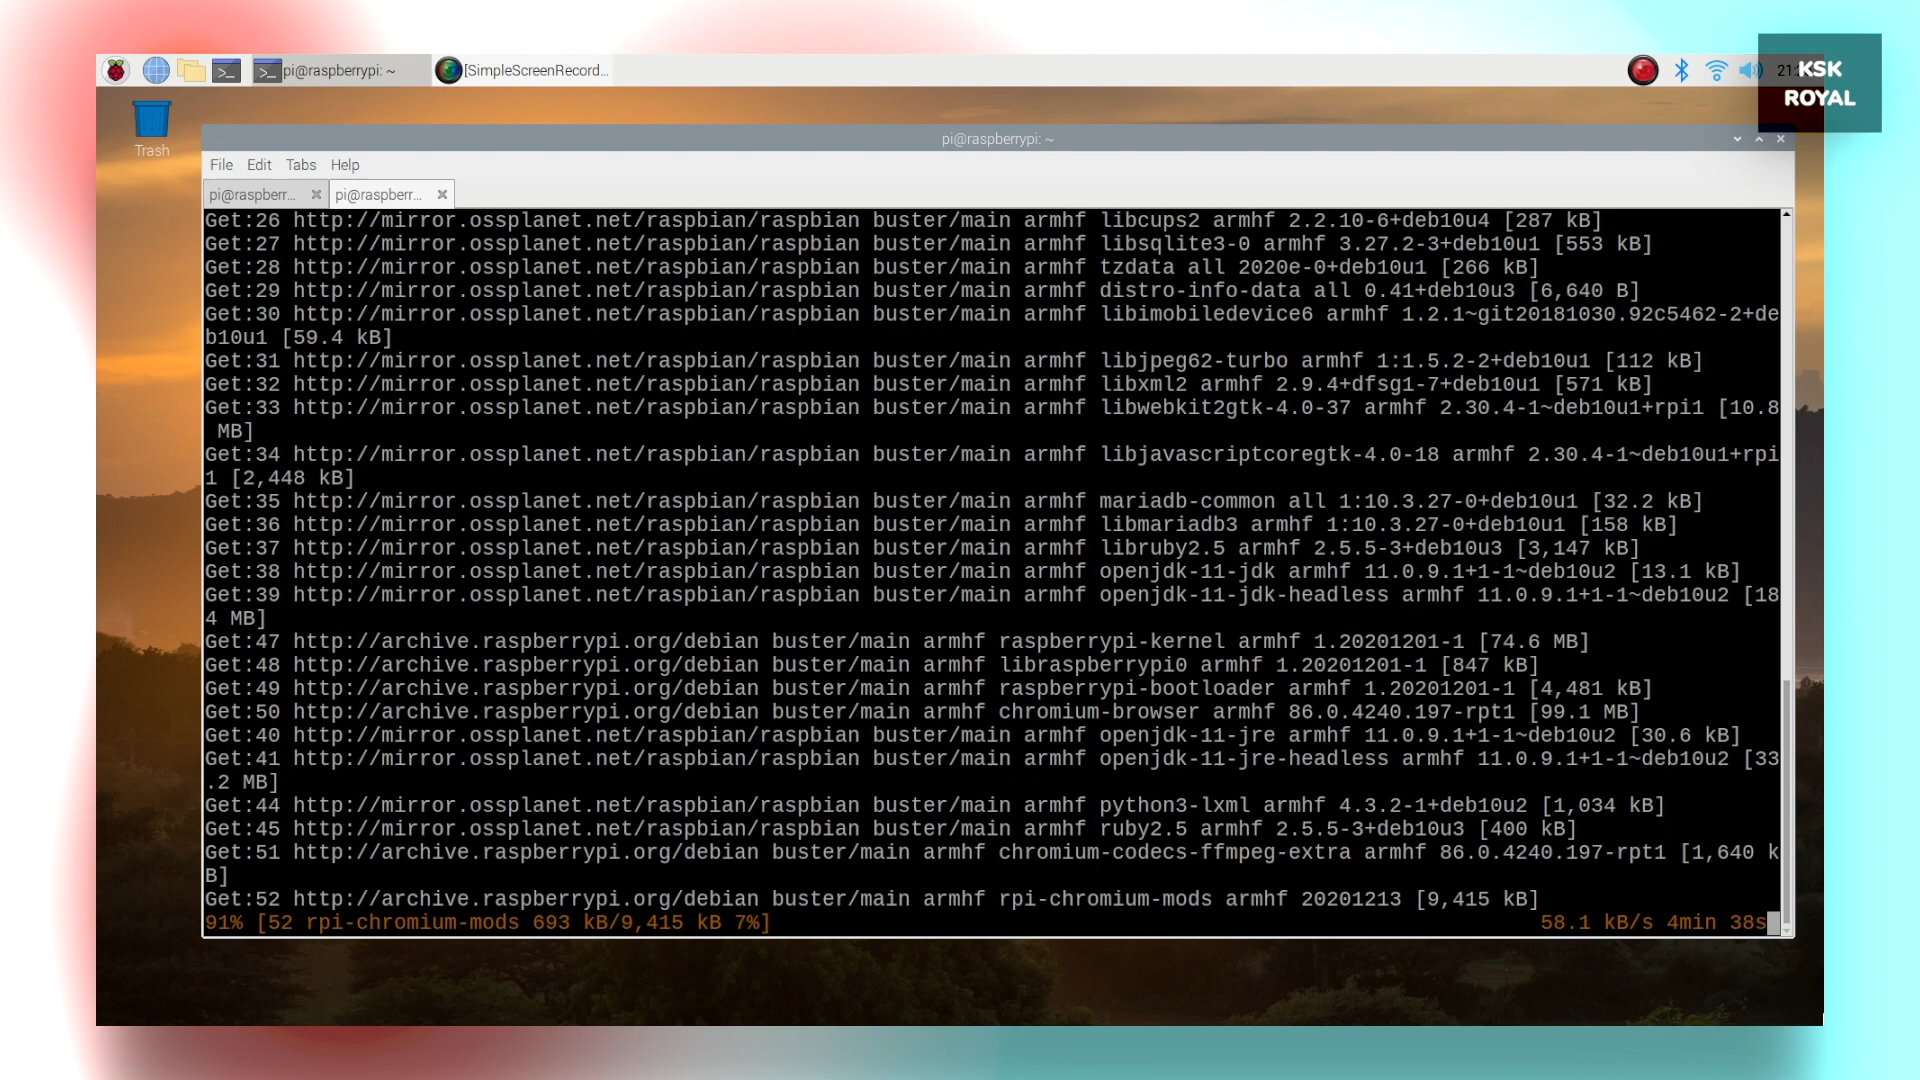 pi@raspberrypi: ~
[SimpleScreenRecord...
KSK
ROYAL
Trash
pi@raspberrypi: ~
File Edit Tabs Help
pi@raspberr...
pi@raspberr...
Get:26 http://mirror.ossplanet.net/raspbian/raspbian buster/main armhf libcups2 armhf 2.2.10-6+deb10u4 [287 kB]
Get:27 http://mirror.ossplanet.net/raspbian/raspbian buster/main armhf libsqlite3-0 armhf 3.27.2-3+deb10u1 [553 kB]
Get:28 http://mirror.ossplanet.net/raspbian/raspbian buster/main armhf tzdata all 2020e-0+deb10u1 [266 kB]
Get:29 http://mirror.ossplanet.net/raspbian/raspbian buster/main armhf distro-info-data all 0.41+deb10u3 [6,640 B]
Get:30 http://mirror.ossplanet.net/raspbian/raspbian buster/main armhf libimobiledevice6 armhf 1.2.1~git20181030.92c5462-2+de
b10u1 [59.4 kB]
Get:31 http://mirror.ossplanet.net/raspbian/raspbian buster/main armhf libjpeg62-turbo armhf 1:1.5.2-2+deb10u1 [112 kB]
Get:32 http://mirror.ossplanet.net/raspbian/raspbian buster/main armhf libxml2 armhf 2.9.4+dfsg1-7+deb10u1 [571 kB]
Get:33 http://mirror.ossplanet.net/raspbian/raspbian buster/main armhf libwebkit2gtk-4.0-37 armhf 2.30.4-1~deb10u1+rpi1 [10.8
MB]
Get:34 http://mirror.ossplanet.net/raspbian/raspbian buster/main armhf libjavascriptcoregtk-4.0-18 armhf 2.30.4-1~deb10u1+rpi
1 [2,448 kB]
Get:35 http://mirror.ossplanet.net/raspbian/raspbian buster/main armhf mariadb-common all 1:10.3.27-0+deb10u1 [32.2 kB]
Get:36 http://mirror.ossplanet.net/raspbian/raspbian buster/main armhf libmariadb3 armhf 1:10.3.27-0+deb10u1 [158 kB]
Get:37 http://mirror.ossplanet.net/raspbian/raspbian buster/main armhf libruby2.5 armhf 2.5.5-3+deb10u3 [3,147 kB]
Get:38 http://mirror.ossplanet.net/raspbian/raspbian buster/main armhf openjdk-11-jdk armhf 11.0.9.1+1-1~deb10u2 [13.1 kB]
Get:39 http://mirror.ossplanet.net/raspbian/raspbian buster/main armhf openjdk-11-jdk-headless armhf 11.0.9.1+1-1~deb10u2 [18
4 MB]
Get:47 http://archive.raspberrypi.org/debian buster/main armhf raspberrypi-kernel armhf 1.20201201-1 [74.6 MB]
Get:48 http://archive.raspberrypi.org/debian buster/main armhf libraspberrypi0 armhf 1.20201201-1 [847 kB]
Get:49 http://archive.raspberrypi.org/debian buster/main armhf raspberrypi-bootloader armhf 1.20201201-1 [4,481 kB]
Get:50 http://archive.raspberrypi.org/debian buster/main armhf chromium-browser armhf 86.0.4240.197-rpt1 [99.1 MB]
Get:40 http://mirror.ossplanet.net/raspbian/raspbian buster/main armhf openjdk-11-jre armhf 11.0.9.1+1-1~deb10u2 [30.6 kB]
Get:41 http://mirror.ossplanet.net/raspbian/raspbian buster/main armhf openjdk-11-jre-headless armhf 11.0.9.1+1-1~deb10u2 [33
.2 MB]
Get:44 http://mirror.ossplanet.net/raspbian/raspbian buster/main armhf python3-lxml armhf 4.3.2-1+deb10u2 [1,034 kB]
Get:45 http://mirror.ossplanet.net/raspbian/raspbian buster/main armhf ruby2.5 armhf 2.5.5-3+deb10u3 [400 kB]
Get:51 http://archive.raspberrypi.org/debian buster/main armhf chromium-codecs-ffmpeg-extra armhf 86.0.4240.197-rpt1 [1,640 k
B]
Get:52 http://archive.raspberrypi.org/debian buster/main armhf rpi-chromium-mods armhf 20201213 [9,415 kB]
91% [52 rpi-chromium-mods 693 kB/9,415 kB 7%] 58.1 kB/s 4min 38s